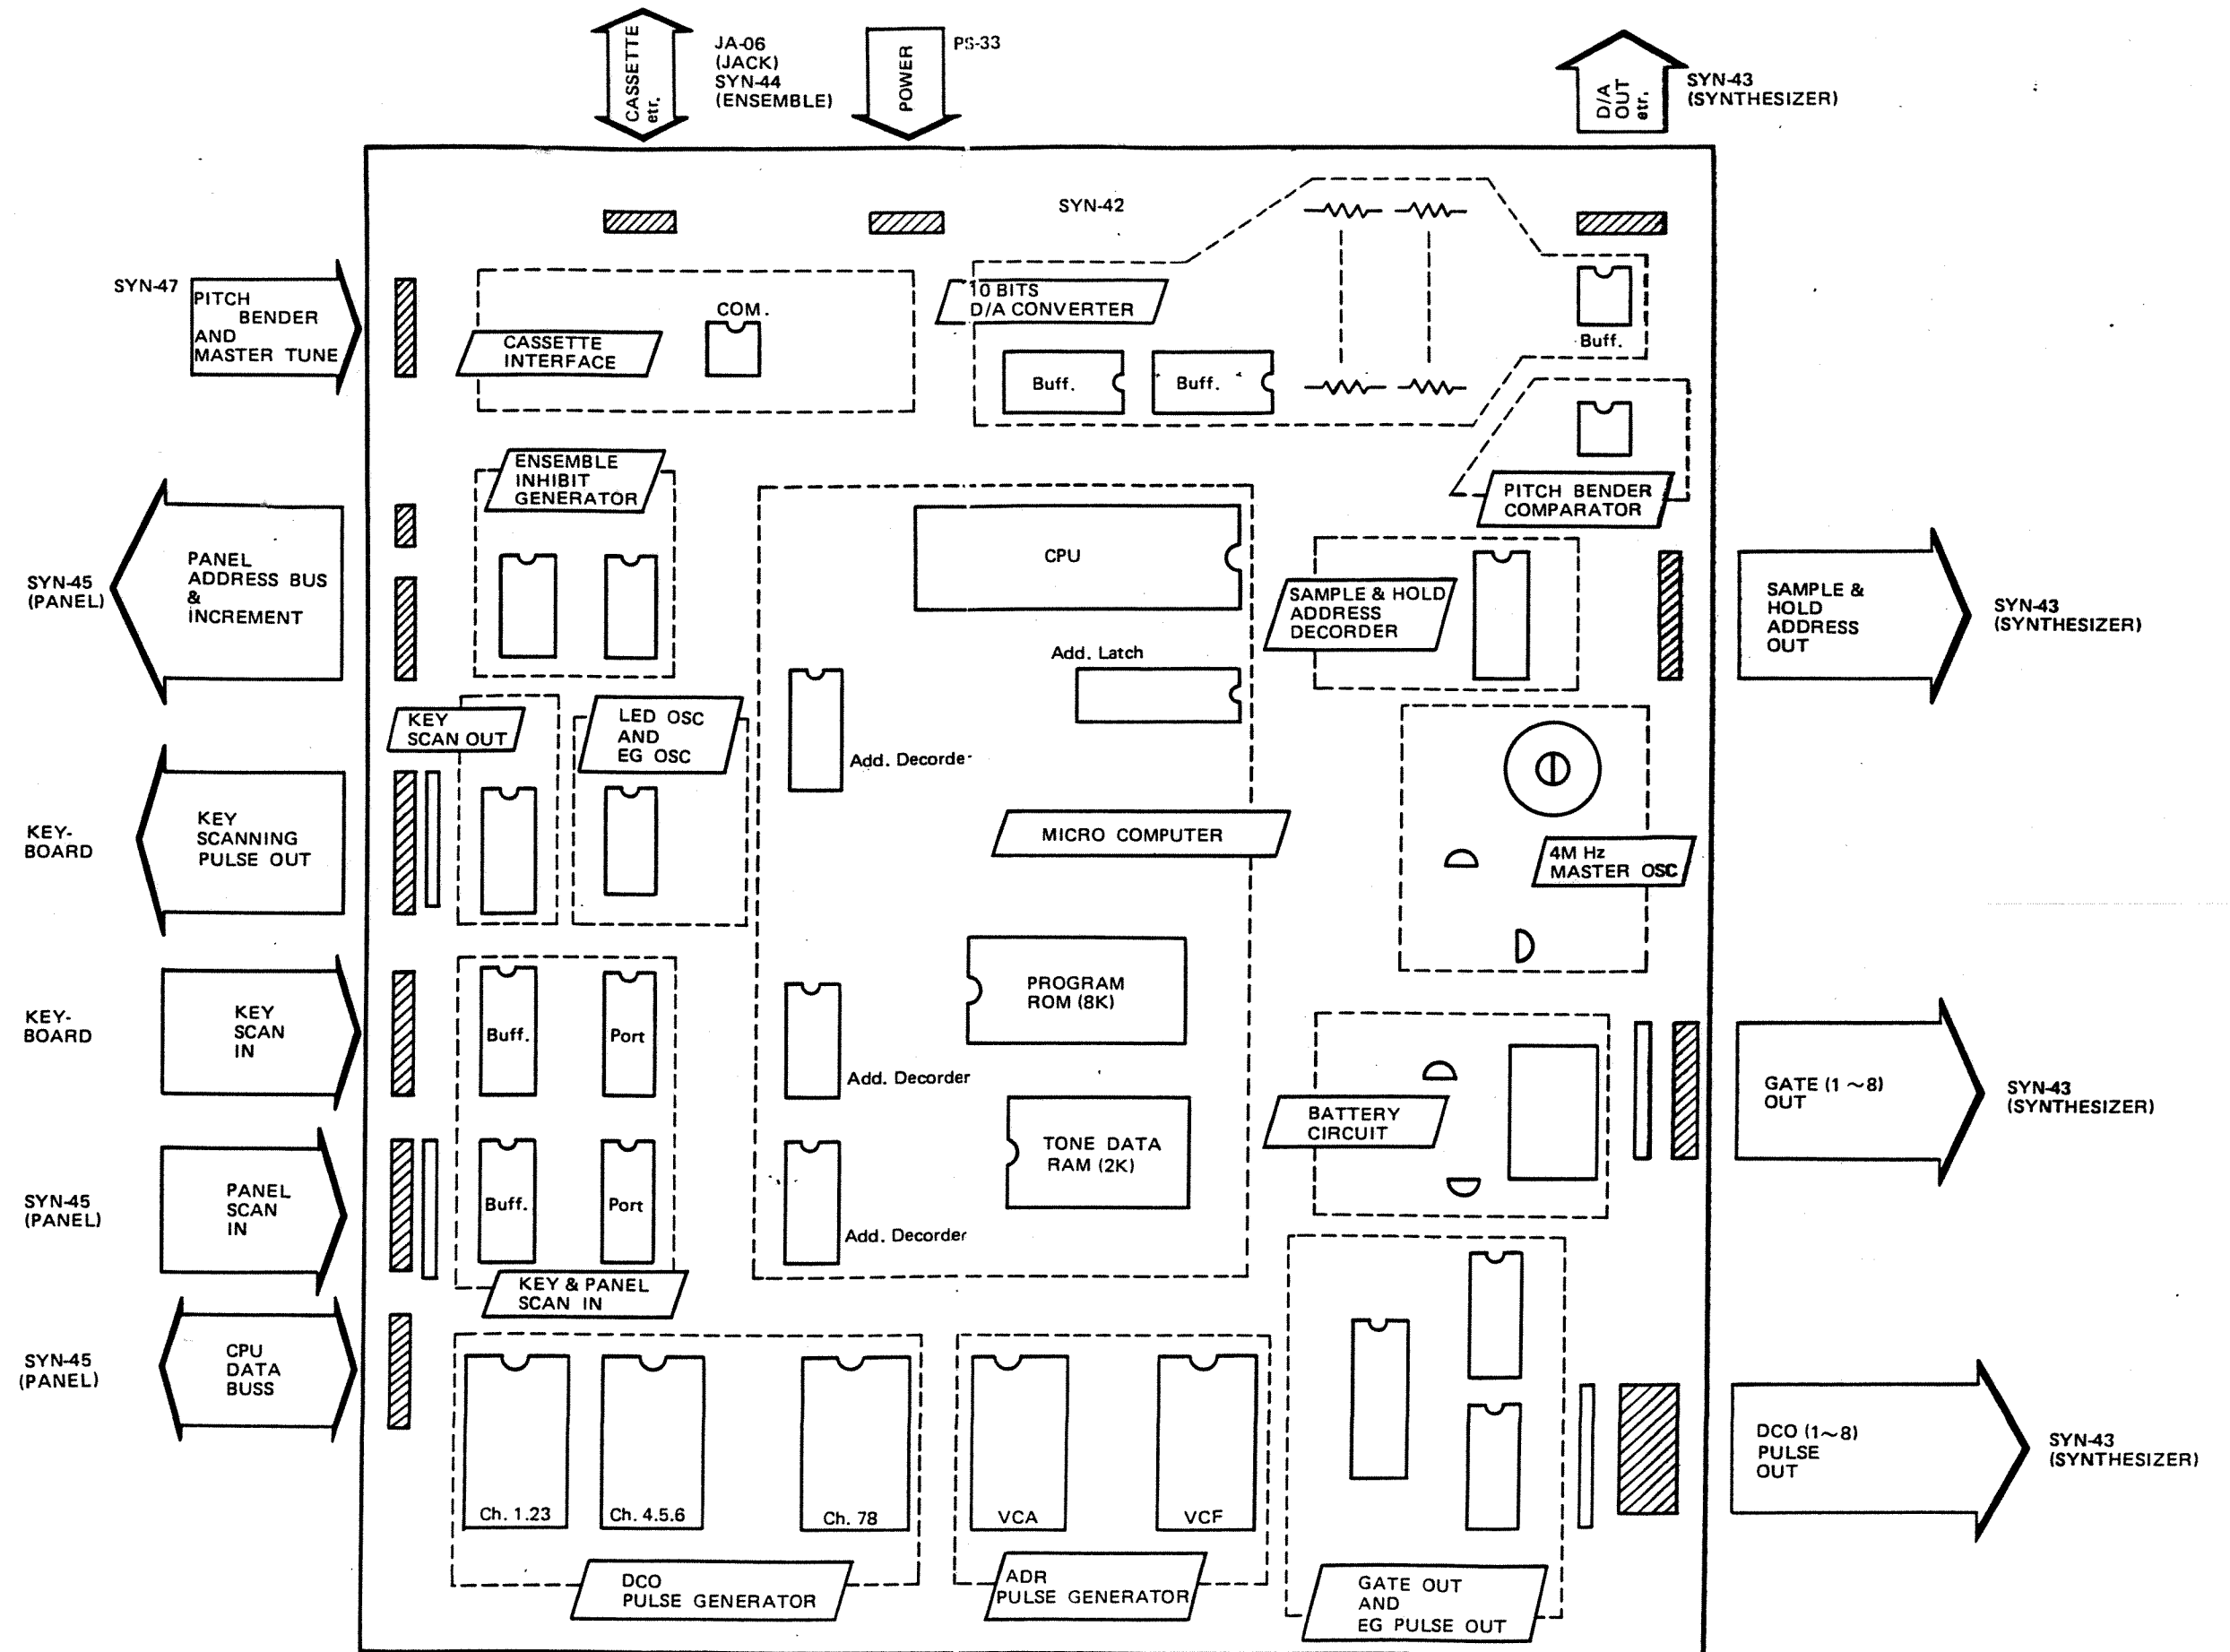 CASSETTE
etr.
JA-06
(JACK)
SYN-44
(ENSEMBLE)
POWER
PS-33
D/A
OUT
etr.
SYN-43
(SYNTHESIZER)
SYN-42
SYN-47
PITCH
BENDER
AND
MASTER TUNE
COM.
CASSETTE
INTERFACE
10 BITS
D/A CONVERTER
Buff.
Buff.
Buff.
PITCH BENDER
COMPARATOR
ENSEMBLE
INHIBIT
GENERATOR
CPU
Add. Latch
SAMPLE & HOLD
ADDRESS
DECORDER
SYN-45
(PANEL)
PANEL
ADDRESS BUS
&
INCREMENT
SAMPLE &
HOLD
ADDRESS
OUT
SYN-43
(SYNTHESIZER)
KEY
SCAN OUT
LED OSC
AND
EG OSC
Add. Decorder
MICRO COMPUTER
4M Hz
MASTER OSC
KEY-
BOARD
KEY
SCANNING
PULSE OUT
KEY-
BOARD
KEY
SCAN
IN
Buff.
Port
Add. Decorder
PROGRAM
ROM (8K)
TONE DATA
RAM (2K)
BATTERY
CIRCUIT
GATE (1 ~8)
OUT
SYN-43
(SYNTHESIZER)
SYN-45
(PANEL)
PANEL
SCAN
IN
Buff.
Port
Add. Decorder
KEY & PANEL
SCAN IN
SYN-45
(PANEL)
CPU
DATA
BUSS
Ch. 1.23
Ch. 4.5.6
Ch. 78
VCA
VCF
DCO
PULSE GENERATOR
ADR
PULSE GENERATOR
GATE OUT
AND
EG PULSE OUT
DCO (1~8)
PULSE
OUT
SYN-43
(SYNTHESIZER)